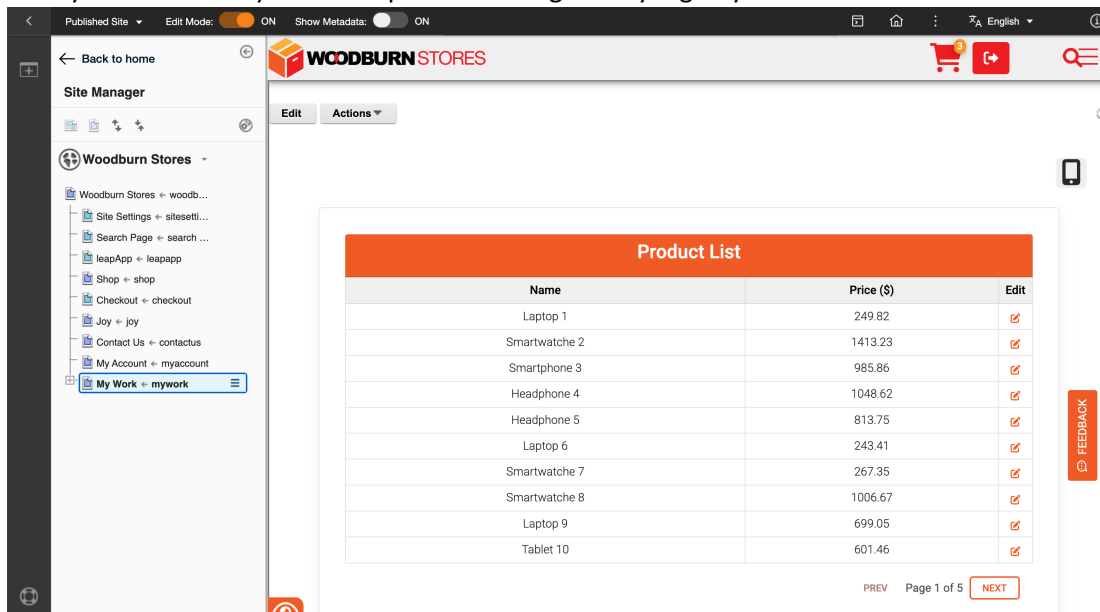 Published Site Edit Mode: ON Show Metadata: ON English
Back to home
Site Manager
Woodburn Stores
Woodburn Stores ← woodb...
Site Settings ← sitesetti...
Search Page ← search ...
leapApp ← leapapp
Shop ← shop
Checkout ← checkout
Joy ← joy
Contact Us ← contactus
My Account ← myaccount
My Work ← mywork
WOODBURN STORES 3
Edit Actions
Product List
Name Price ($) Edit
Laptop 1 249.82
Smartwatche 2 1413.23
Smartphone 3 985.86
Headphone 4 1048.62
Headphone 5 813.75
Laptop 6 243.41
Smartwatche 7 267.35
Smartwatche 8 1006.67
Laptop 9 699.05
Tablet 10 601.46
PREV Page 1 of 5 NEXT
FEEDBACK